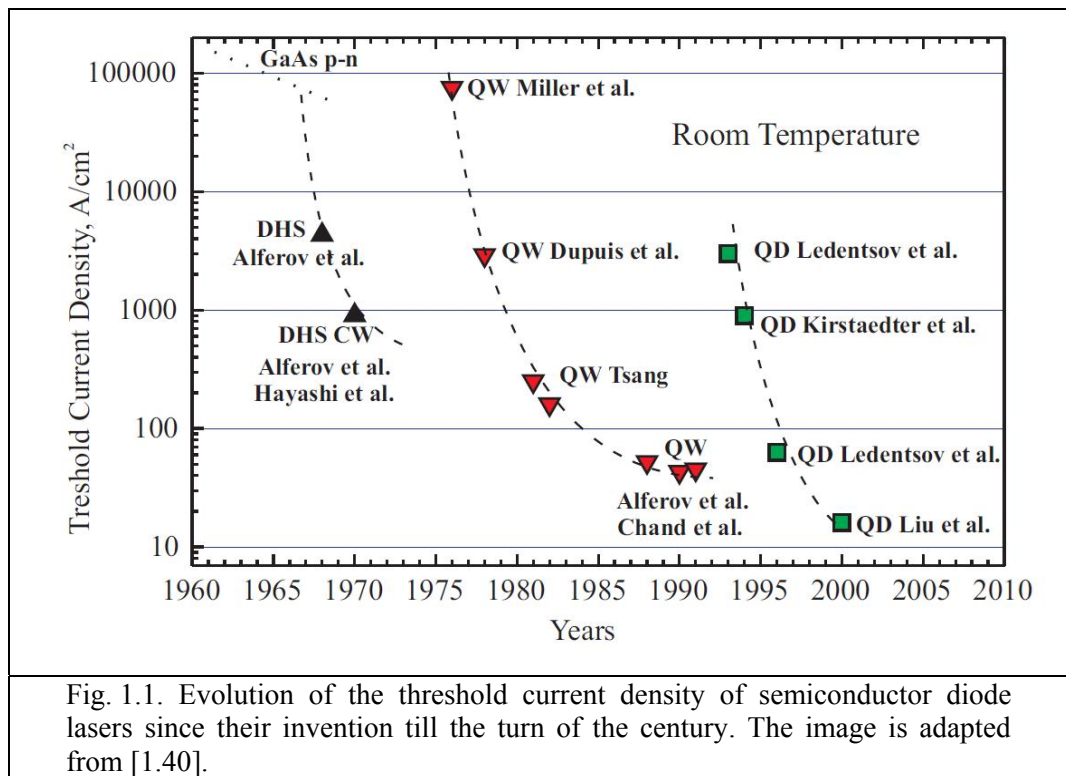 GaAs p-n
100000
QW Miller et al.
Room Temperature
10000
DHS
Alferov et al.
QW Dupuis et al.
QD Ledentsov et al.
1000
DHS CW
QD Kirstaedter et al.
Alferov et al.
Hayashi et al.
QW Tsang
100
QW
QD Ledentsov et al.
Alferov et al.
Chand et al.
QD Liu et al.
10
Treshold Current Density, A/cm²
1960 1965 1970 1975 1980 1985 1990 1995 2000 2005 2010
Years
Fig. 1.1. Evolution of the threshold current density of semiconductor diode
lasers since their invention till the turn of the century. The image is adapted
from [1.40].